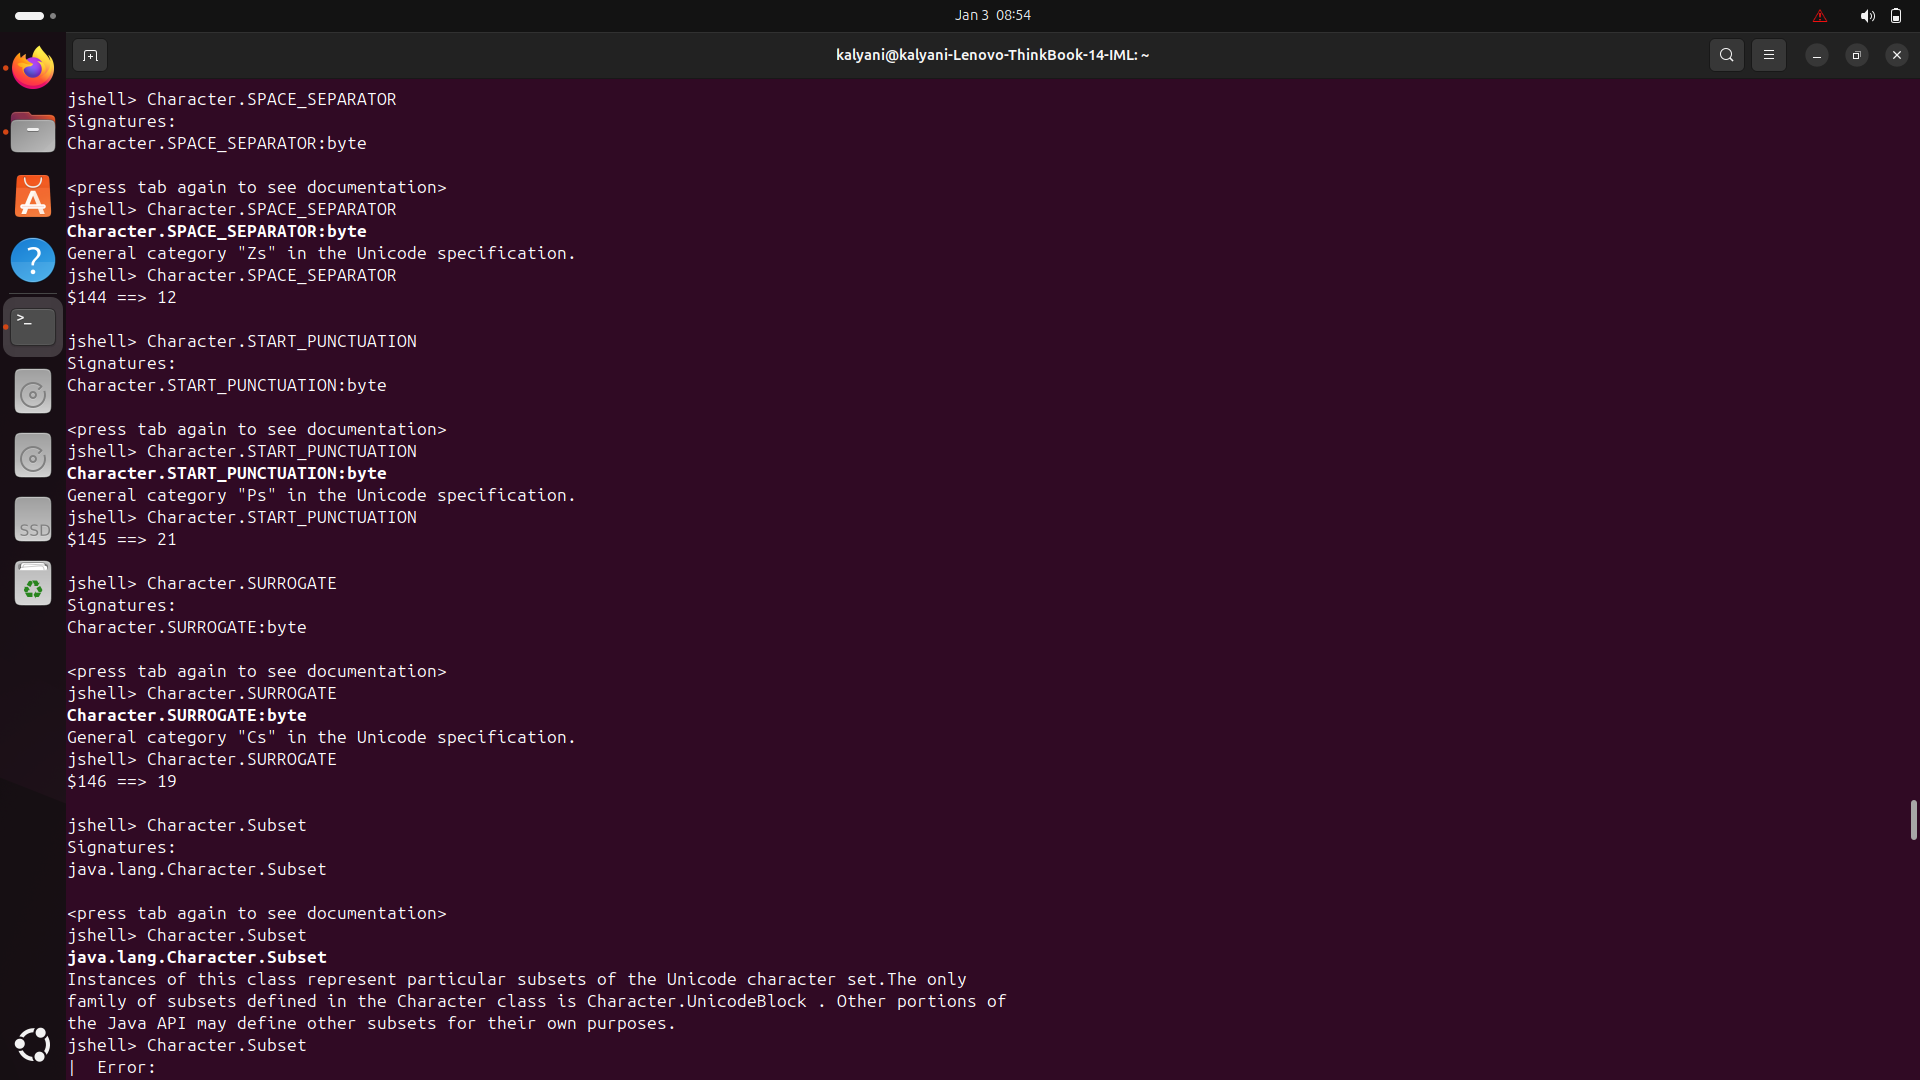 Jan 3 08:54
kalyani@kalyani-Lenovo-ThinkBook-14-IML: ~
jshell> Character.SPACE_SEPARATOR
Signatures:
Character.SPACE_SEPARATOR:byte
<press tab again to see documentation>
jshell> Character.SPACE_SEPARATOR
Character.SPACE_SEPARATOR:byte
General category "Zs" in the Unicode specification.
jshell> Character.SPACE_SEPARATOR
$144 ==> 12
jshell> Character.START_PUNCTUATION
Signatures:
Character.START_PUNCTUATION:byte
<press tab again to see documentation>
jshell> Character.START_PUNCTUATION
Character.START_PUNCTUATION:byte
General category "Ps" in the Unicode specification.
jshell> Character.START_PUNCTUATION
$145 ==> 21
jshell> Character.SURROGATE
Signatures:
Character.SURROGATE:byte
<press tab again to see documentation>
jshell> Character.SURROGATE
Character.SURROGATE:byte
General category "Cs" in the Unicode specification.
jshell> Character.SURROGATE
$146 ==> 19
jshell> Character.Subset
Signatures:
java.lang.Character.Subset
<press tab again to see documentation>
jshell> Character.Subset
java.lang.Character.Subset
Instances of this class represent particular subsets of the Unicode character set.The only
family of subsets defined in the Character class is Character.UnicodeBlock . Other portions of
the Java API may define other subsets for their own purposes.
jshell> Character.Subset
|  Error:
SSD